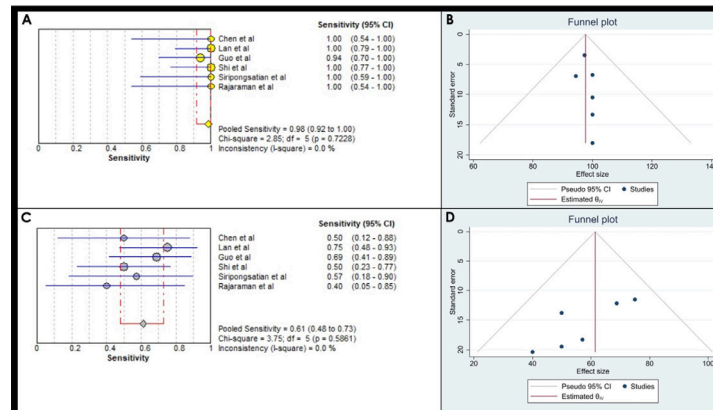 A
Sensitivity (95% CI)
Chen et al 1.00 (0.54 - 1.00)
Lan et al 1.00 (0.79 - 1.00)
Guo et al 0.94 (0.70 - 1.00)
Shi et al 1.00 (0.77 - 1.00)
Siripongsatian et al 1.00 (0.59 - 1.00)
Rajaraman et al 1.00 (0.54 - 1.00)
Pooled Sensitivity = 0.98 (0.92 to 1.00)
Chi-square = 2.85; df = 5 (p = 0.7228)
Inconsistency (I-square) = 0.0 %
0 0.2 0.4 0.6 0.8 1
Sensitivity
B
Funnel plot
Standard error
0
5
10
15
20
60 80 100 120
Effect size
Pseudo 95% CI Studies
Estimated θIV
C
Sensitivity (95% CI)
Chen et al 0.50 (0.12 - 0.88)
Lan et al 0.75 (0.48 - 0.93)
Guo et al 0.69 (0.41 - 0.89)
Shi et al 0.50 (0.23 - 0.77)
Siripongsatian et al 0.57 (0.18 - 0.90)
Rajaraman et al 0.40 (0.05 - 0.85)
Pooled Sensitivity = 0.61 (0.48 to 0.73)
Chi-square = 3.75; df = 5 (p = 0.5861)
Inconsistency (I-square) = 0.0 %
0 0.2 0.4 0.6 0.8 1
Sensitivity
D
Funnel plot
Standard error
0
5
10
15
20
20 40 60 80 100
Effect size
Pseudo 95% CI Studies
Estimated θIV